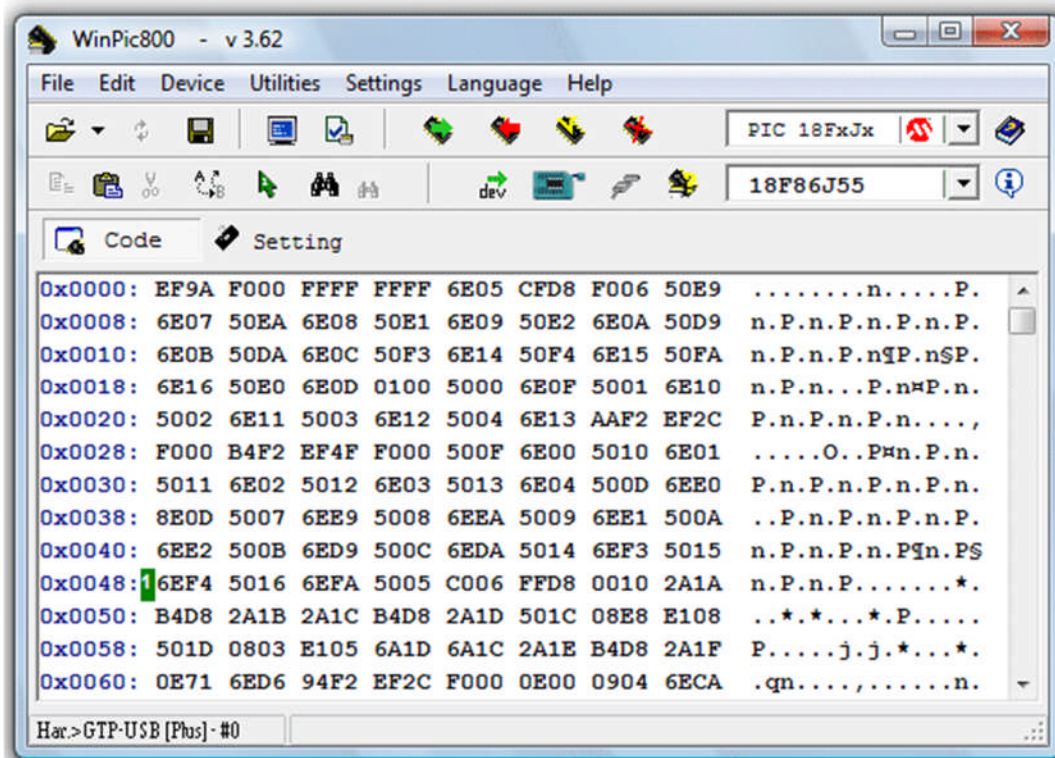 WinPic800 - v 3.62
File Edit Device Utilities Settings Language Help
PIC 18FxJx
dev 18F86J55
Code Setting
0x0000: EF9A F000 FFFF FFFF 6E05 CFD8 F006 50E9 ........n.....P.
0x0008: 6E07 50EA 6E08 50E1 6E09 50E2 6E0A 50D9 n.P.n.P.n.P.n.P.
0x0010: 6E0B 50DA 6E0C 50F3 6E14 50F4 6E15 50FA n.P.n.P.n¶P.n§P.
0x0018: 6E16 50E0 6E0D 0100 5000 6E0F 5001 6E10 n.P.n...P.n¤P.n.
0x0020: 5002 6E11 5003 6E12 5004 6E13 AAF2 EF2C P.n.P.n.P.n....,
0x0028: F000 B4F2 EF4F F000 500F 6E00 5010 6E01 .....O..P¤n.P.n.
0x0030: 5011 6E02 5012 6E03 5013 6E04 500D 6EE0 P.n.P.n.P.n.P.n.
0x0038: 8E0D 5007 6EE9 5008 6EEA 5009 6EE1 500A ..P.n.P.n.P.n.P.
0x0040: 6EE2 500B 6ED9 500C 6EDA 5014 6EF3 5015 n.P.n.P.n.P¶n.P§
0x0048:1 6EF4 5016 6EFA 5005 C006 FFD8 0010 2A1A n.P.n.P.......*.
0x0050: B4D8 2A1B 2A1C B4D8 2A1D 501C 08E8 E108 ..*.*...*.P.....
0x0058: 501D 0803 E105 6A1D 6A1C 2A1E B4D8 2A1F P.....j.j.*...*.
0x0060: 0E71 6ED6 94F2 EF2C F000 0E00 0904 6ECA .qn....,......n.
Har.>GTP-USB [Plus] - #0